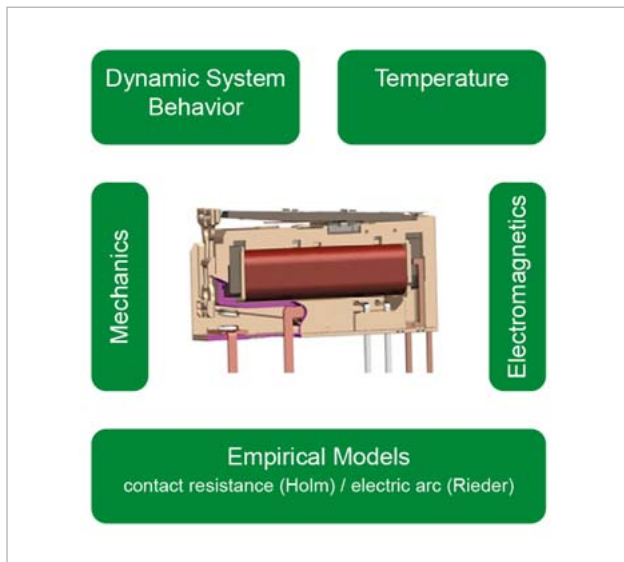 Dynamic System
Behavior
Temperature
Mechanics
Electromagnetics
Empirical Models
contact resistance (Holm) / electric arc (Rieder)